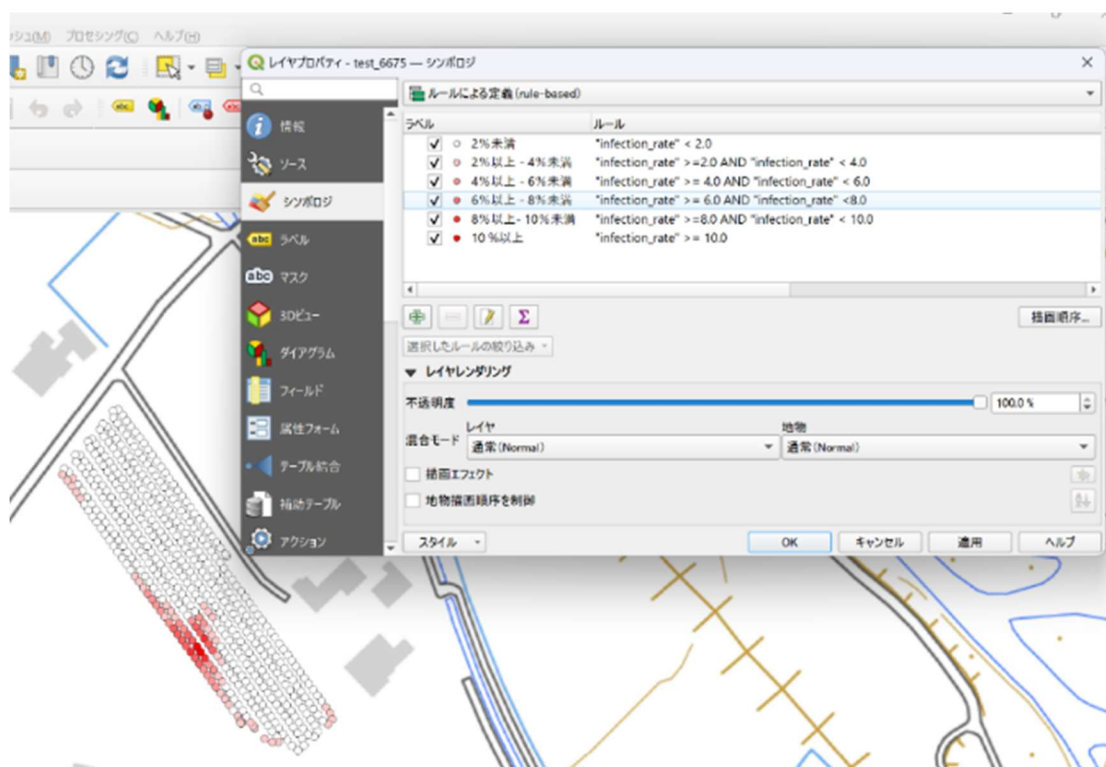 ッシュ(M) プロセシング(C) ヘルプ(H)
レイヤプロパティ - test_6675 — シンボロジ
ルールによる定義(rule-based)
情報
ソース
シンボロジ
abc ラベル
abc マスク
3Dビュー
ダイアグラム
フィールド
属性フォーム
テーブル結合
補助テーブル
アクション
ラベル ルール
2%未満 "infection_rate" < 2.0
2%以上 - 4%未満 "infection_rate" >=2.0 AND "infection_rate" < 4.0
4%以上 - 6%未満 "infection_rate" >= 4.0 AND "infection_rate" < 6.0
6%以上 - 8%未満 "infection_rate" >= 6.0 AND "infection_rate" <8.0
8%以上 - 10%未満 "infection_rate" >=8.0 AND "infection_rate" < 10.0
10%以上 "infection_rate" >= 10.0
描画順序...
選択したルールの絞り込み
レイヤレンダリング
不透明度 100.0 %
レイヤ 地物
混合モード 通常(Normal) 通常(Normal)
描画エフェクト
地物描画順序を制御
スタイル OK キャンセル 適用 ヘルプ